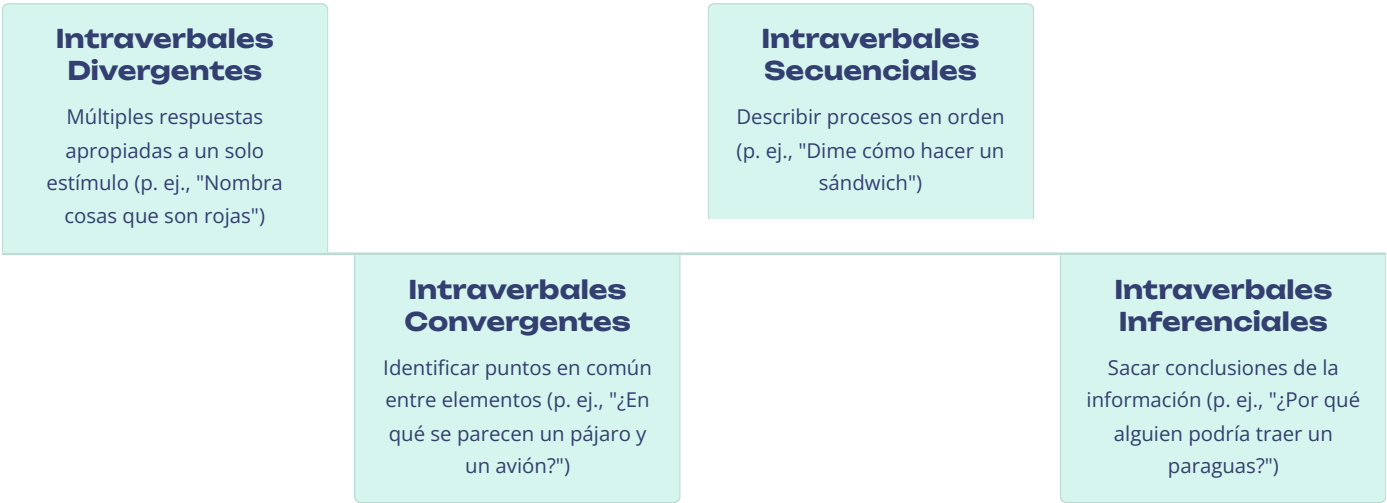 Intraverbales
Divergentes
Múltiples respuestas
apropiadas a un solo
estímulo (p. ej., "Nombra
cosas que son rojas")
Intraverbales
Convergentes
Identificar puntos en común
entre elementos (p. ej., "¿En
qué se parecen un pájaro y
un avión?")
Intraverbales
Secuenciales
Describir procesos en orden
(p. ej., "Dime cómo hacer un
sándwich")
Intraverbales
Inferenciales
Sacar conclusiones de la
información (p. ej., "¿Por qué
alguien podría traer un
paraguas?")